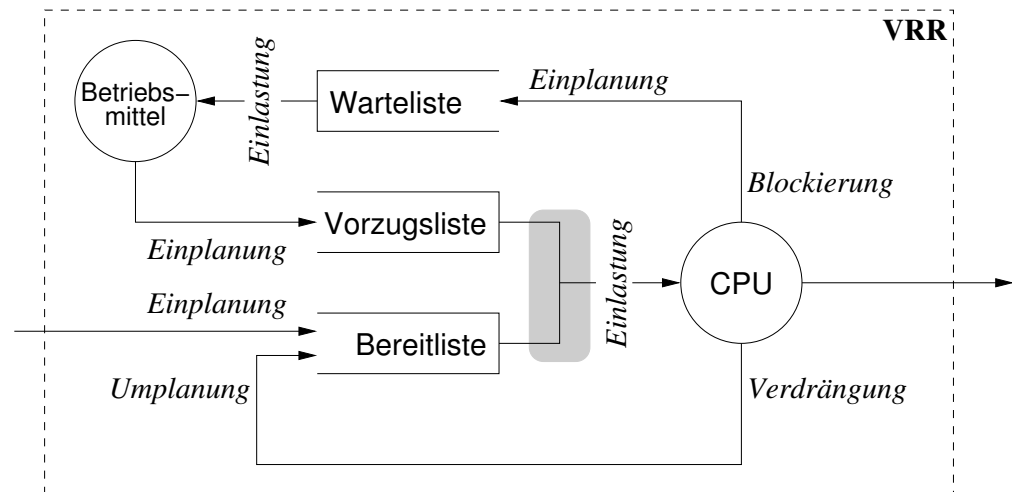 VRR
Betriebs−
mittel
Einlastung
Warteliste
Einplanung
Blockierung
Vorzugsliste
Einplanung
Einplanung
Einlastung
CPU
Bereitliste
Umplanung
Verdrängung